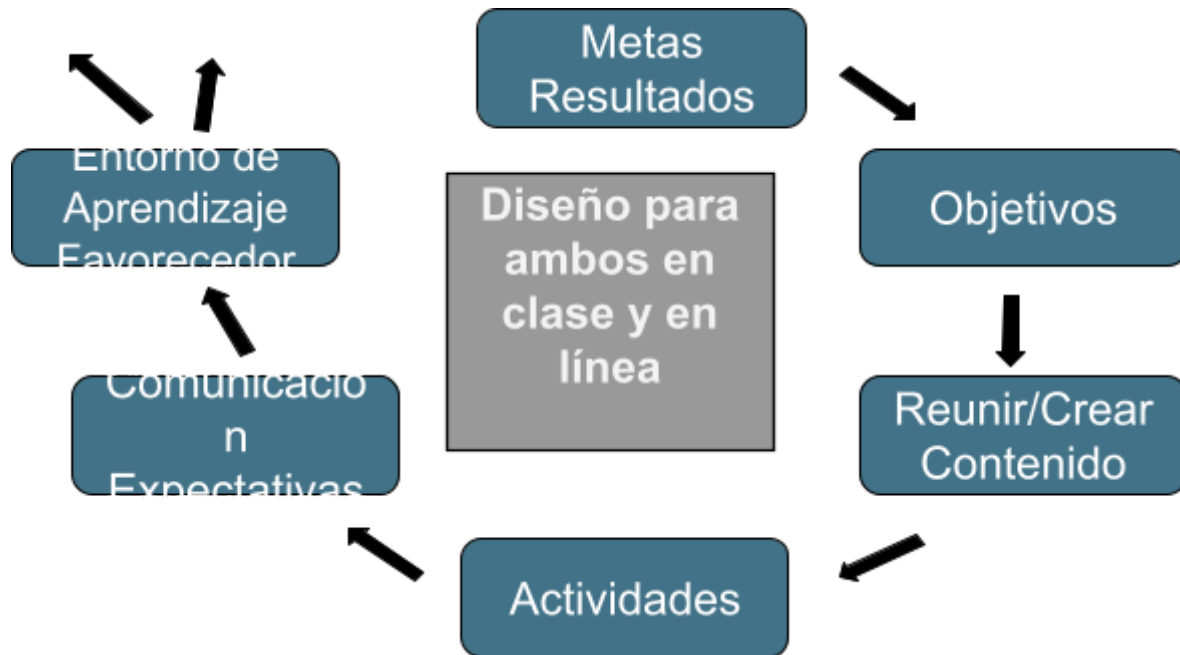 Metas
Resultados
Objetivos
Reunir/Crear
Contenido
Actividades
Comunicacio
n
Expectativas
Entorno de
Aprendizaje
Favorecedor
Diseño para
ambos en
clase y en
línea